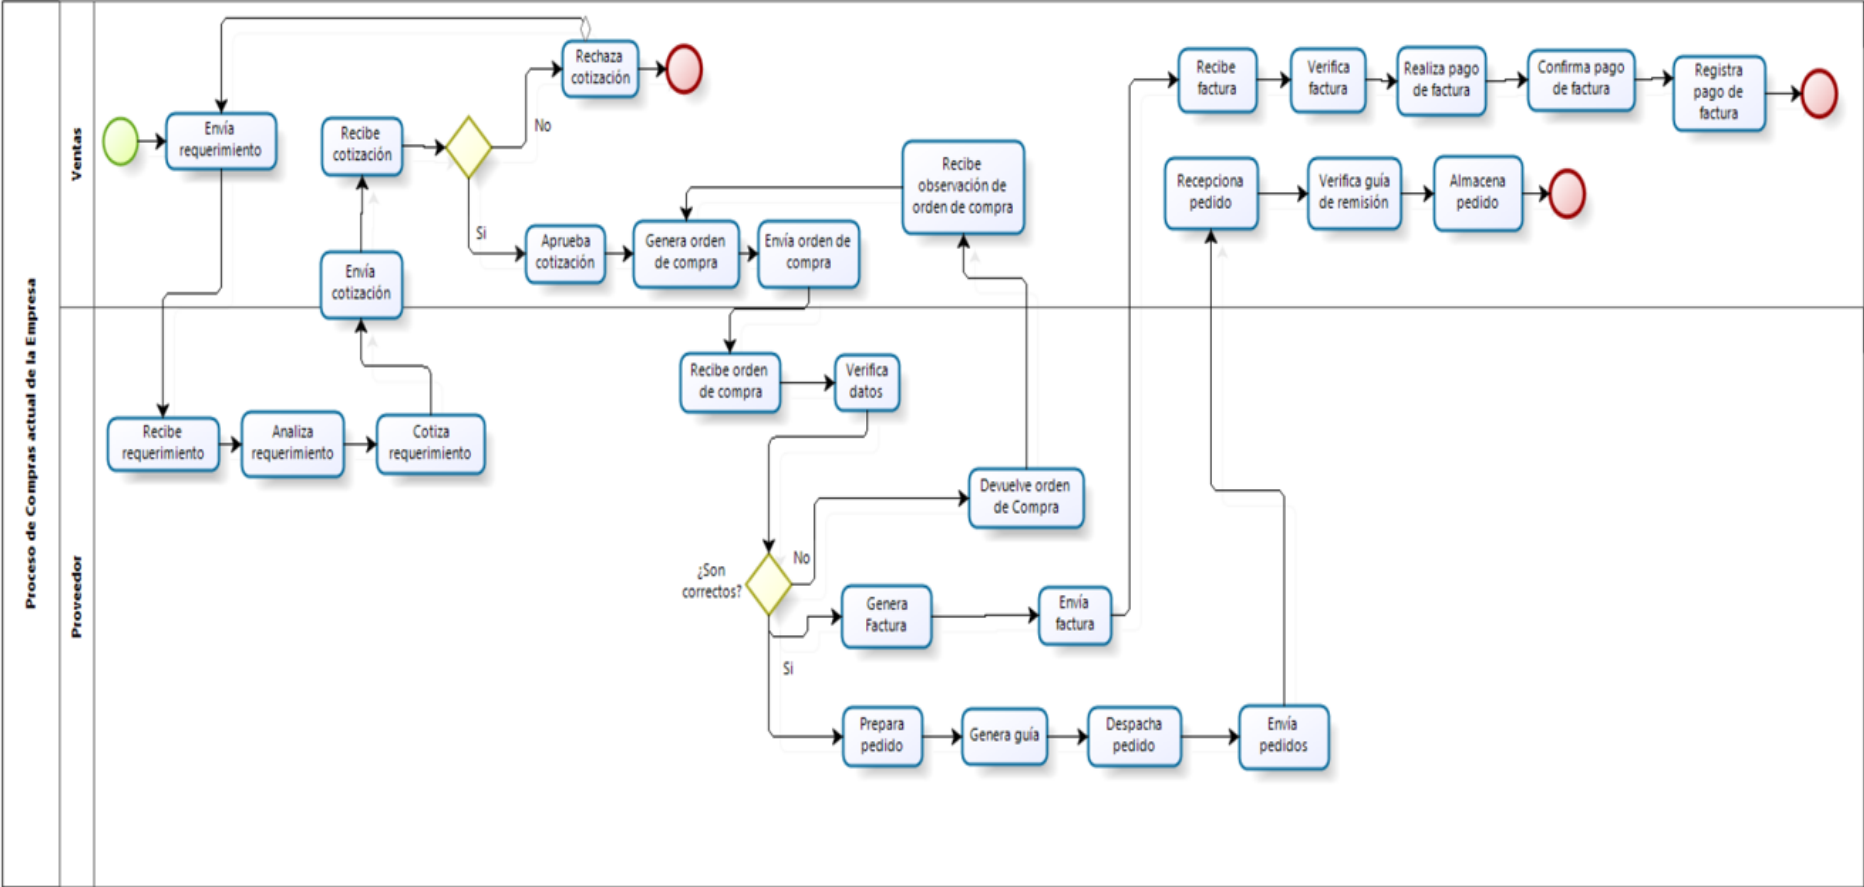 Proceso de Compras actual de la Empresa
Ventas
Envía
requerimiento
Recibe
cotización
Envía
cotización
No
Rechaza
cotización
Si
Aprueba
cotización
Genera orden
de compra
Envía orden de
compra
Recibe
observación de
orden de compra
Recibe
factura
Verifica
factura
Realiza pago
de factura
Confirma pago
de factura
Registra
pago de
factura
Recepciona
pedido
Verifica guía
de remisión
Almacena
pedido
Proveedor
Recibe
requerimiento
Analiza
requerimiento
Cotiza
requerimiento
Recibe orden
de compra
Verifica
datos
¿Son
correctos?
No
Devuelve orden
de Compra
Genera
Factura
Envía
factura
Si
Prepara
pedido
Genera guía
Despacha
pedido
Envía
pedidos